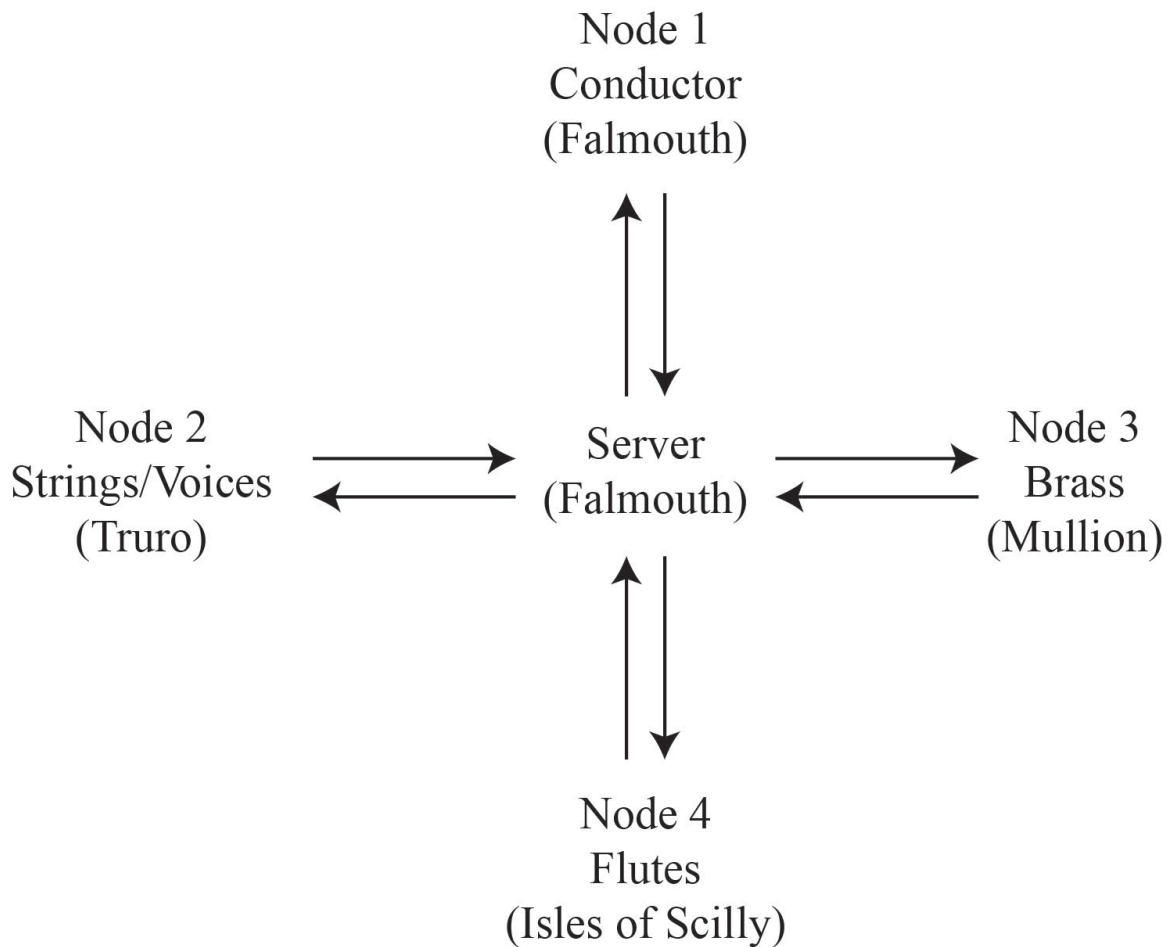 Node 1
Conductor
(Falmouth)
Node 2
Strings/Voices
(Truro)
Server
(Falmouth)
Node 3
Brass
(Mullion)
Node 4
Flutes
(Isles of Scilly)